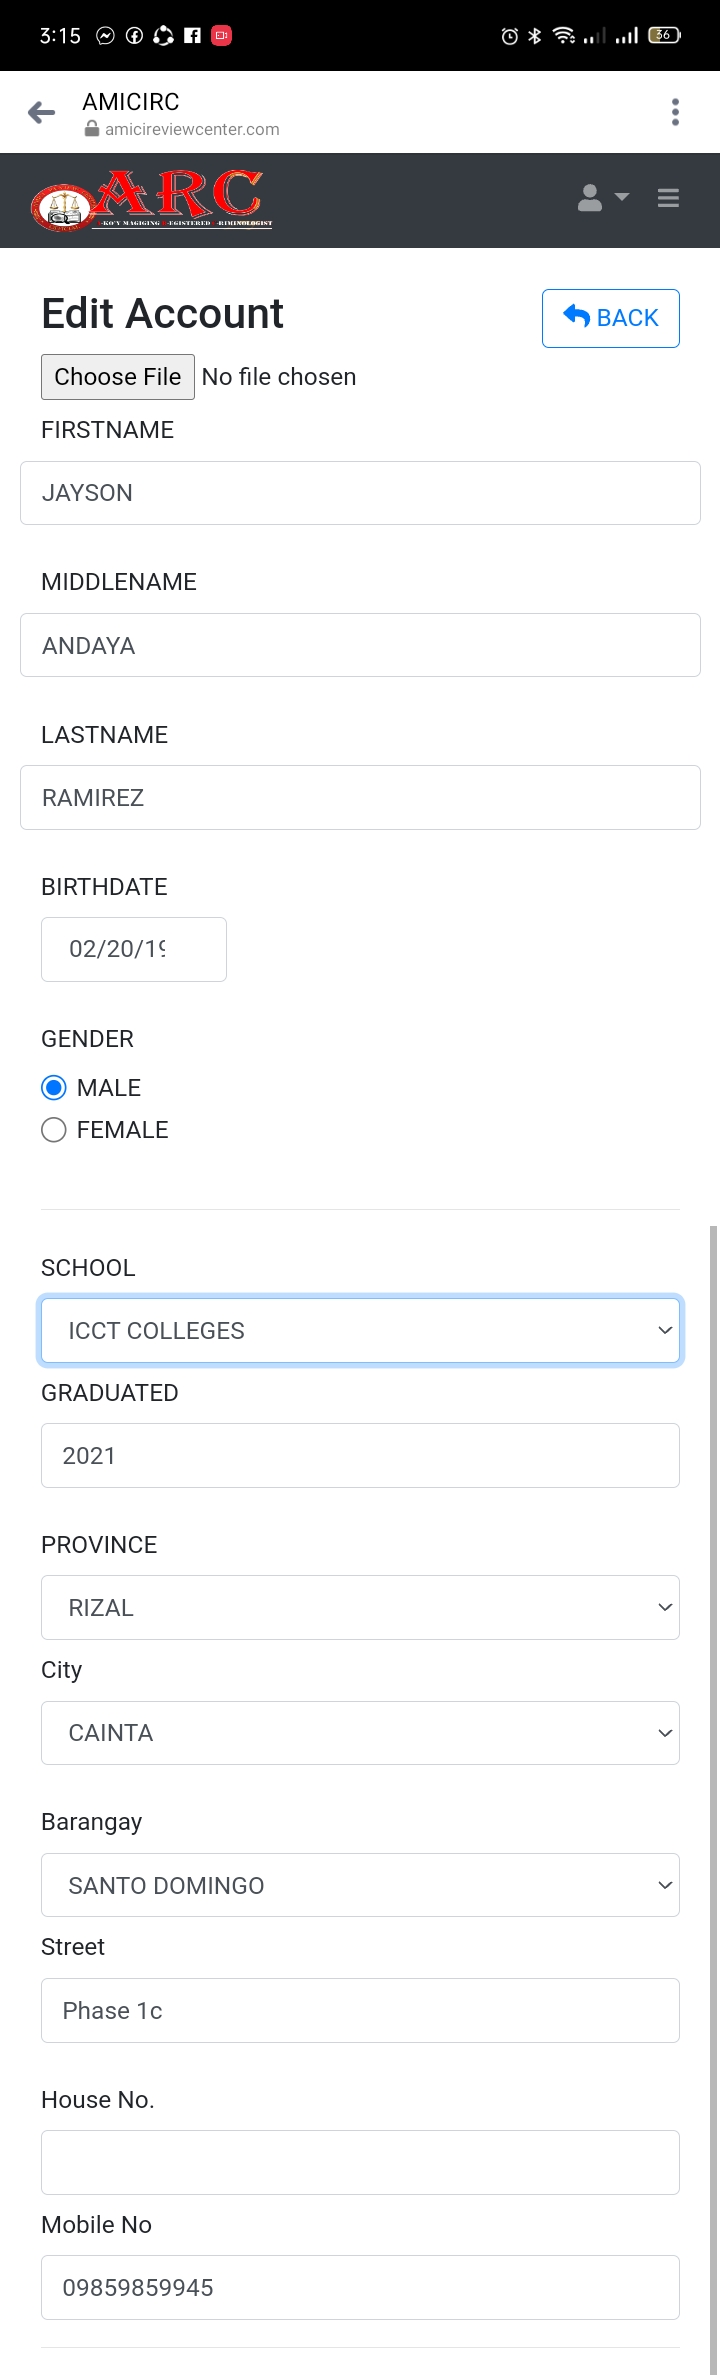 3:15
36
AMICIRC
amicireviewcenter.com
ARC
Edit Account
BACK
Choose File No file chosen
FIRSTNAME
JAYSON
MIDDLENAME
ANDAYA
LASTNAME
RAMIREZ
BIRTHDATE
02/20/19
GENDER
MALE
FEMALE
SCHOOL
ICCT COLLEGES
GRADUATED
2021
PROVINCE
RIZAL
City
CAINTA
Barangay
SANTO DOMINGO
Street
Phase 1c
House No.
Mobile No
09859859945